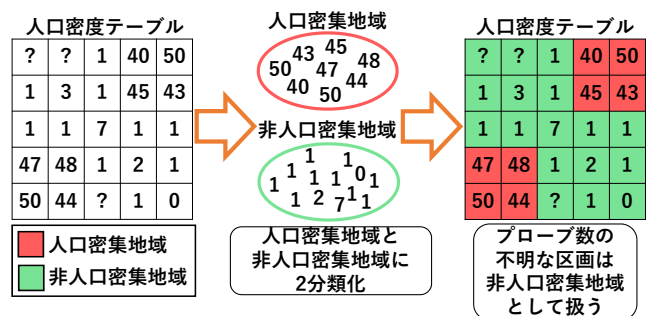 人口密度テーブル
? ? 1 40 50
1 3 1 45 43
1 1 7 1 1
47 48 1 2 1
50 44 ? 1 0
人口密集地域
非人口密集地域
人口密集地域
43 45 48
50 47
40 50 44
非人口密集地域
1 1
1 1 0
1 1 1 1
1 2 7 1 1
人口密集地域と
非人口密集地域に
2分類化
人口密度テーブル
? ? 1 40 50
1 3 1 45 43
1 1 7 1 1
47 48 1 2 1
50 44 ? 1 0
プローブ数の
不明な区画は
非人口密集地域
として扱う